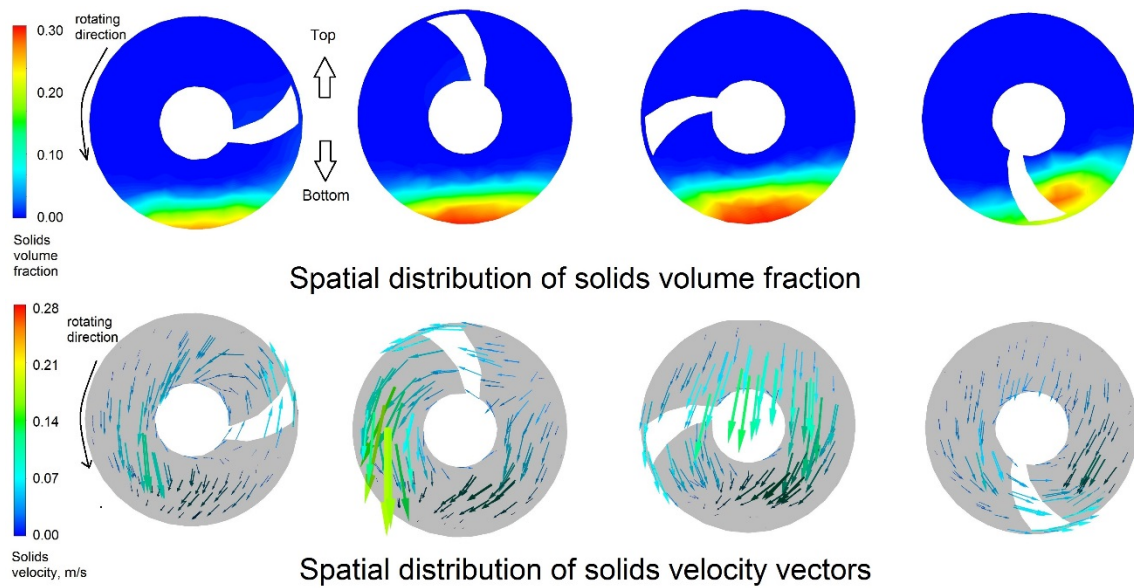 0.30
rotating
direction
Top
0.20
0.10
Bottom
0.00
Solids
volume
fraction
Spatial distribution of solids volume fraction
0.28
rotating
direction
0.21
0.14
0.07
0.00
Solids
velocity, m/s
Spatial distribution of solids velocity vectors